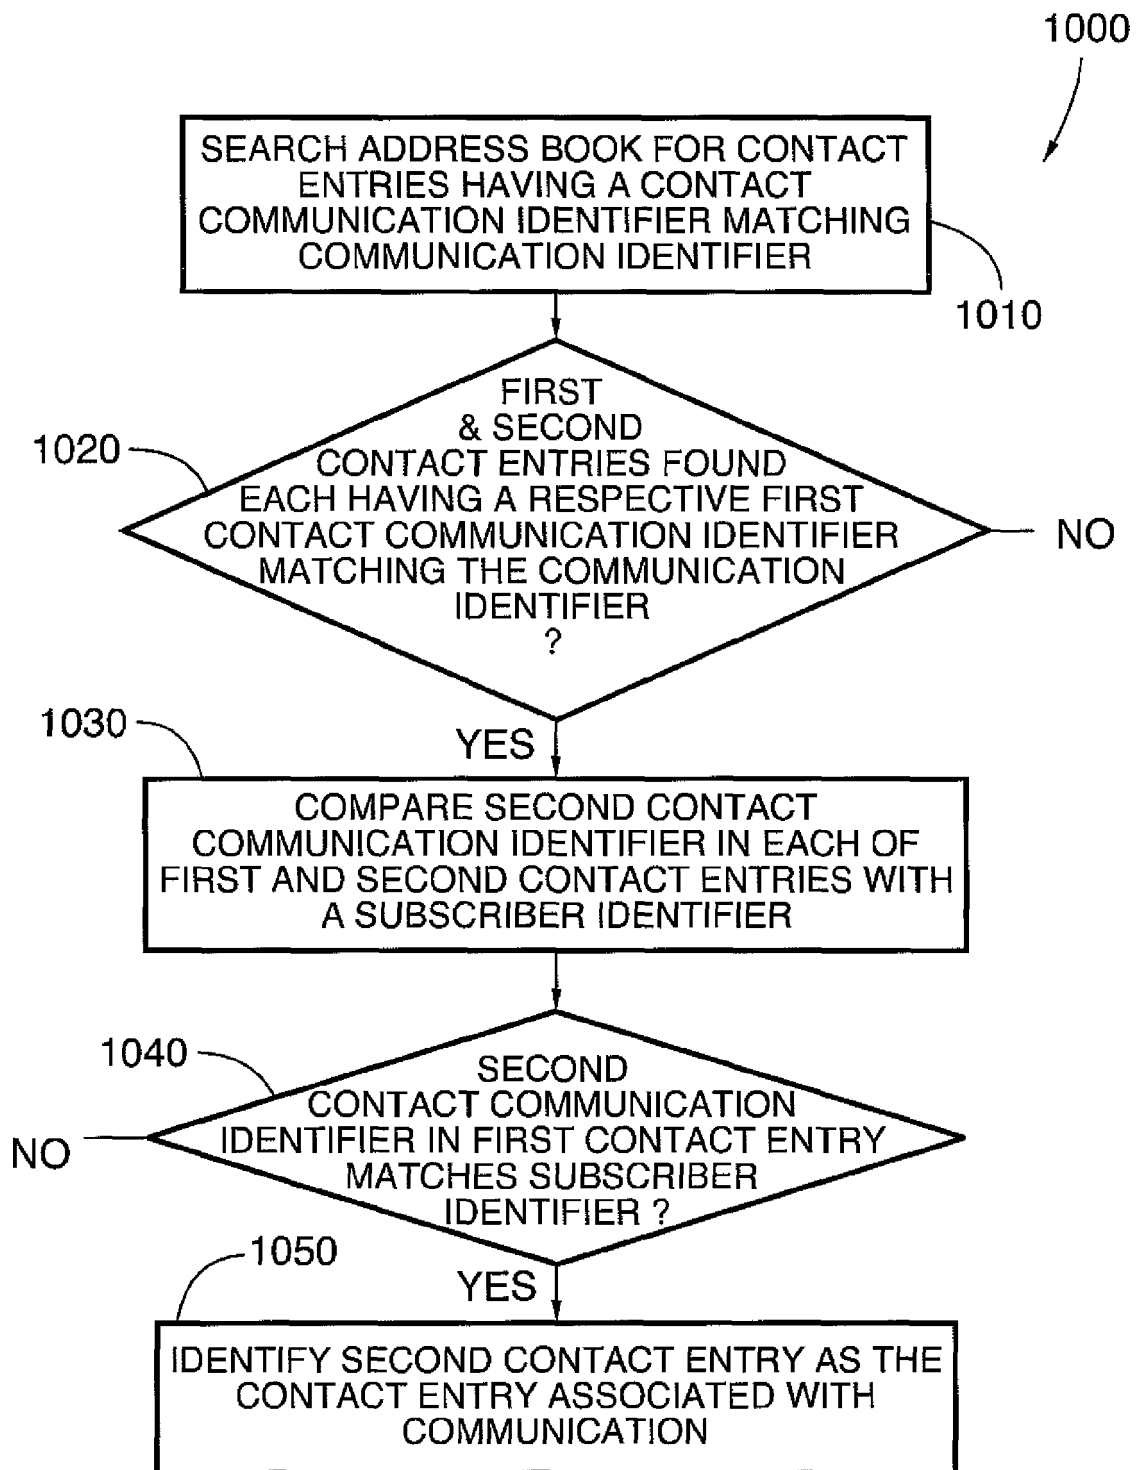 1000
SEARCH ADDRESS BOOK FOR CONTACT
ENTRIES HAVING A CONTACT
COMMUNICATION IDENTIFIER MATCHING
COMMUNICATION IDENTIFIER
1010
FIRST
& SECOND
CONTACT ENTRIES FOUND
EACH HAVING A RESPECTIVE FIRST
CONTACT COMMUNICATION IDENTIFIER
MATCHING THE COMMUNICATION
IDENTIFIER
?
1020
NO
YES
1030
COMPARE SECOND CONTACT
COMMUNICATION IDENTIFIER IN EACH OF
FIRST AND SECOND CONTACT ENTRIES WITH
A SUBSCRIBER IDENTIFIER
1040
SECOND
CONTACT COMMUNICATION
IDENTIFIER IN FIRST CONTACT ENTRY
MATCHES SUBSCRIBER
IDENTIFIER ?
NO
YES
1050
IDENTIFY SECOND CONTACT ENTRY AS THE
CONTACT ENTRY ASSOCIATED WITH
COMMUNICATION